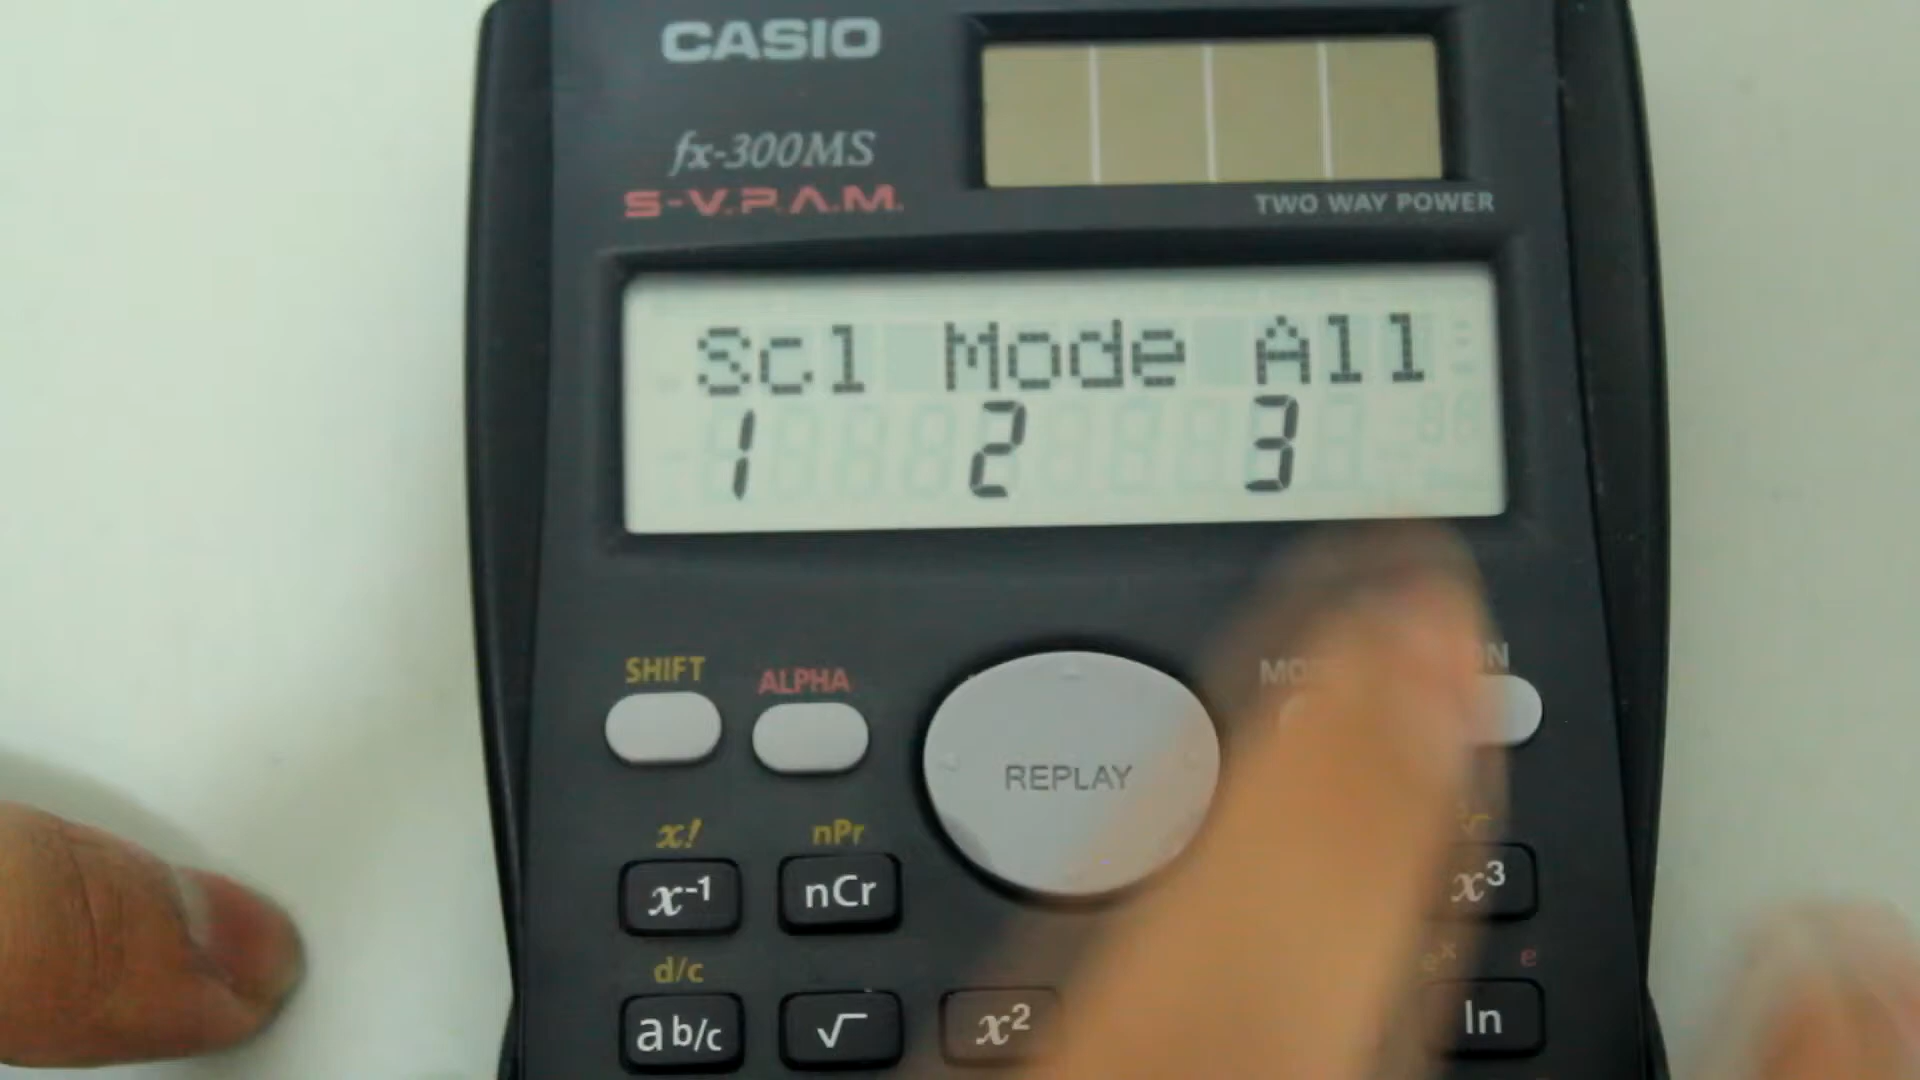 CASIO
fx-300MS
S-V.P.A.M.
TWO WAY POWER
Scl Mode All
1 2 3
SHIFT ALPHA
REPLAY
x! nPr
x⁻¹ nCr x³
d/c eˣ e
a b/c √ x² ln